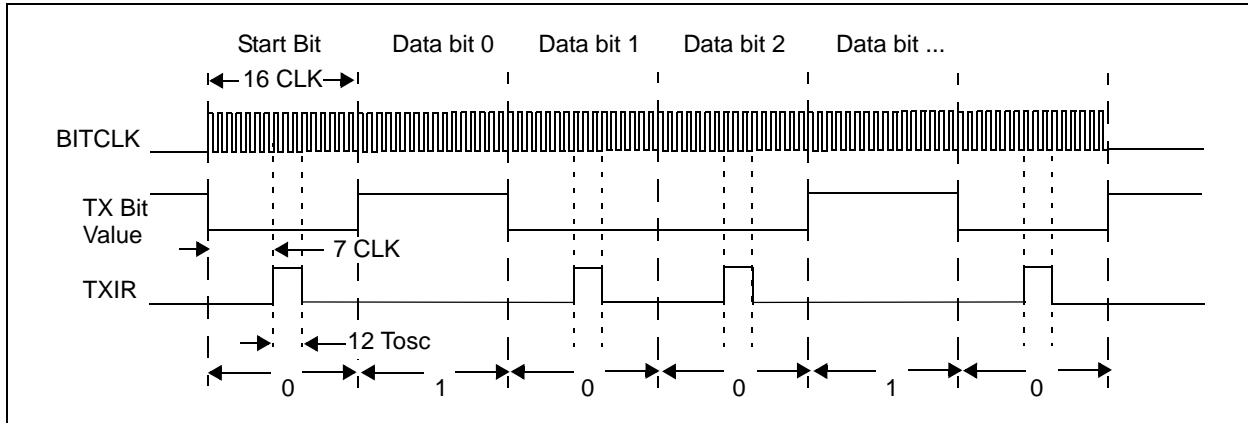 Start Bit Data bit 0 Data bit 1 Data bit 2 Data bit ...
16 CLK
BITCLK
TX Bit
Value
7 CLK
TXIR
12 Tosc
0 1 0 0 1 0